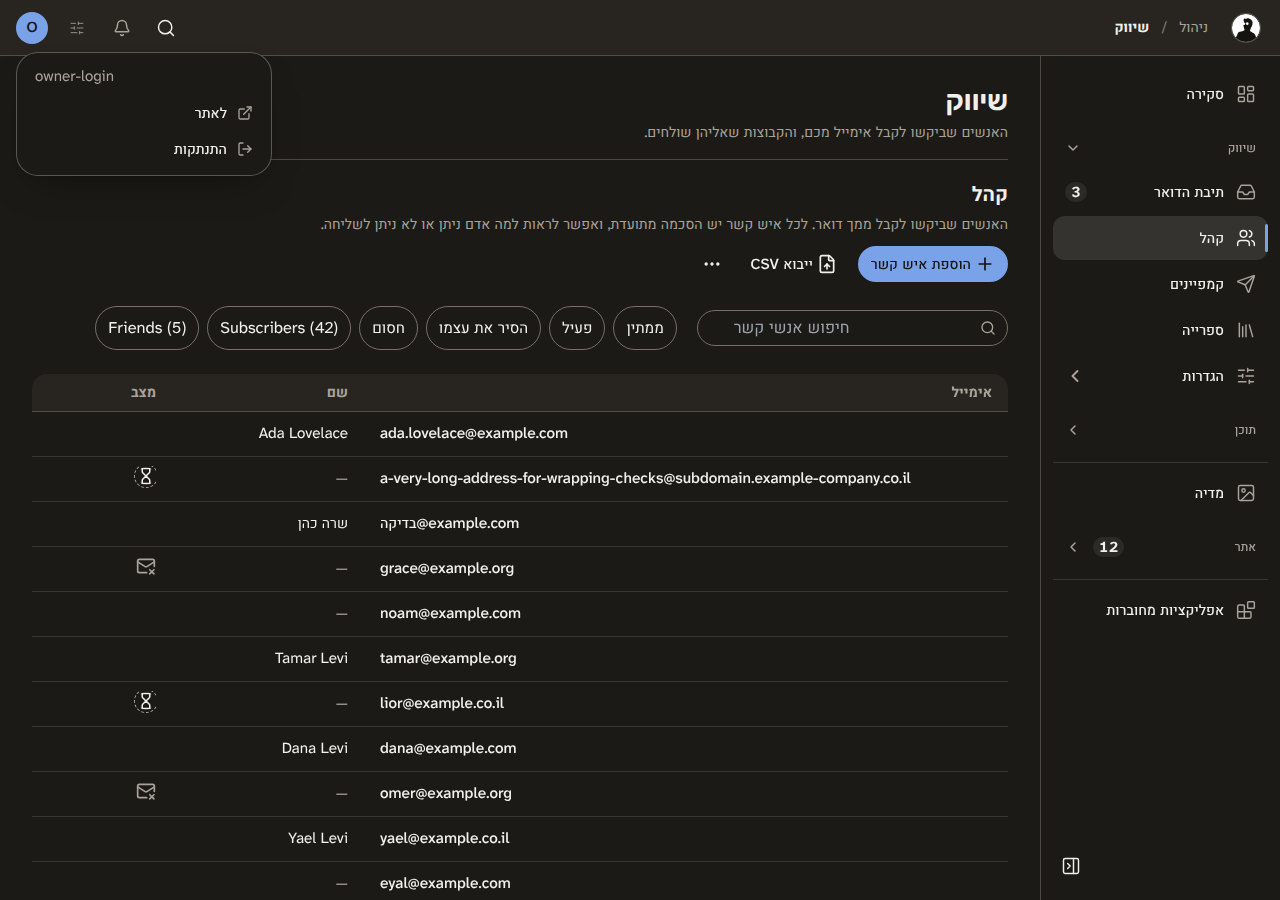 ניהול / שיווק
O
owner-login
לאתר
התנתקות
סקירה
שיווק
תיבת הדואר 3
קהל
קמפיינים
ספרייה
הגדרות
תוכן
מדיה
אתר 12
אפליקציות מחוברות
שיווק
האנשים שביקשו לקבל אימייל מכם, והקבוצות שאליהן שולחים.
קהל
האנשים שביקשו לקבל ממך דואר. לכל איש קשר יש הסכמה מתועדת, ואפשר לראות למה אדם ניתן או לא ניתן לשליחה.
הוספת איש קשר ייבוא CSV
חיפוש אנשי קשר ממתין פעיל הסיר את עצמו חסום Subscribers (42) Friends (5)
אימייל שם מצב
ada.lovelace@example.com Ada Lovelace
a-very-long-address-for-wrapping-checks@subdomain.example-company.co.il —
בדיקה@example.com שרה כהן
grace@example.org —
noam@example.com —
tamar@example.org Tamar Levi
lior@example.co.il —
dana@example.com Dana Levi
omer@example.org —
yael@example.co.il Yael Levi
eyal@example.com —